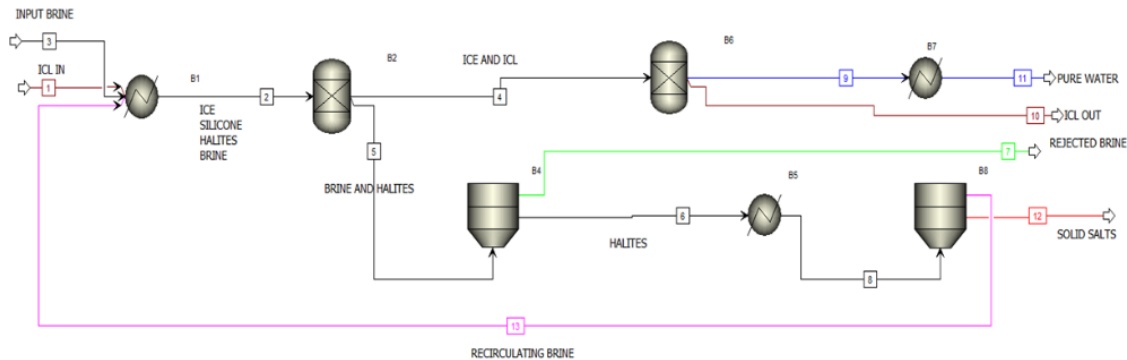 INPUT BRINE
3
ICL IN
1
B1
2
ICE
SILICONE
HALITES
BRINE
B2
ICE AND ICL
4
5
BRINE AND HALITES
B6
9
B7
11
PURE WATER
10
ICL OUT
7
REJECTED BRINE
B4
6
HALITES
B5
8
B8
12
SOLID SALTS
13
RECIRCULATING BRINE